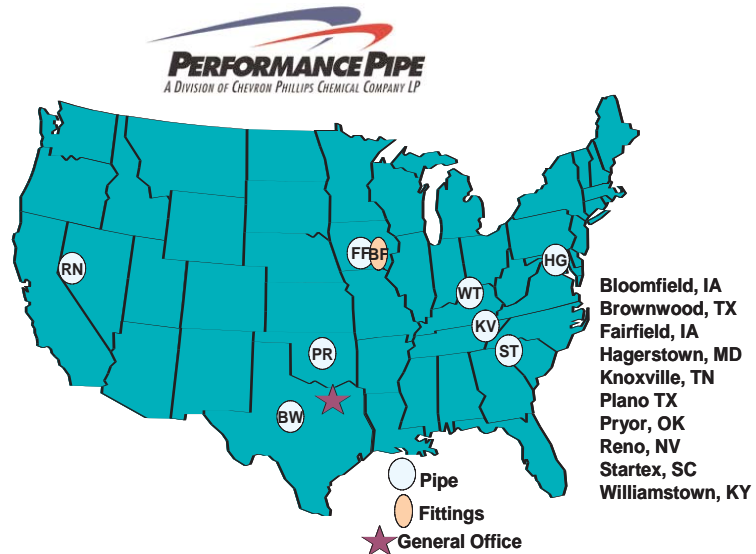 PERFORMANCE PIPE
A DIVISION OF CHEVRON PHILLIPS CHEMICAL COMPANY LP
RN
FF
BF
HG
WT
KV
PR
ST
BW
Bloomfield, IA
Brownwood, TX
Fairfield, IA
Hagerstown, MD
Knoxville, TN
Plano TX
Pryor, OK
Reno, NV
Startex, SC
Williamstown, KY
Pipe
Fittings
General Office